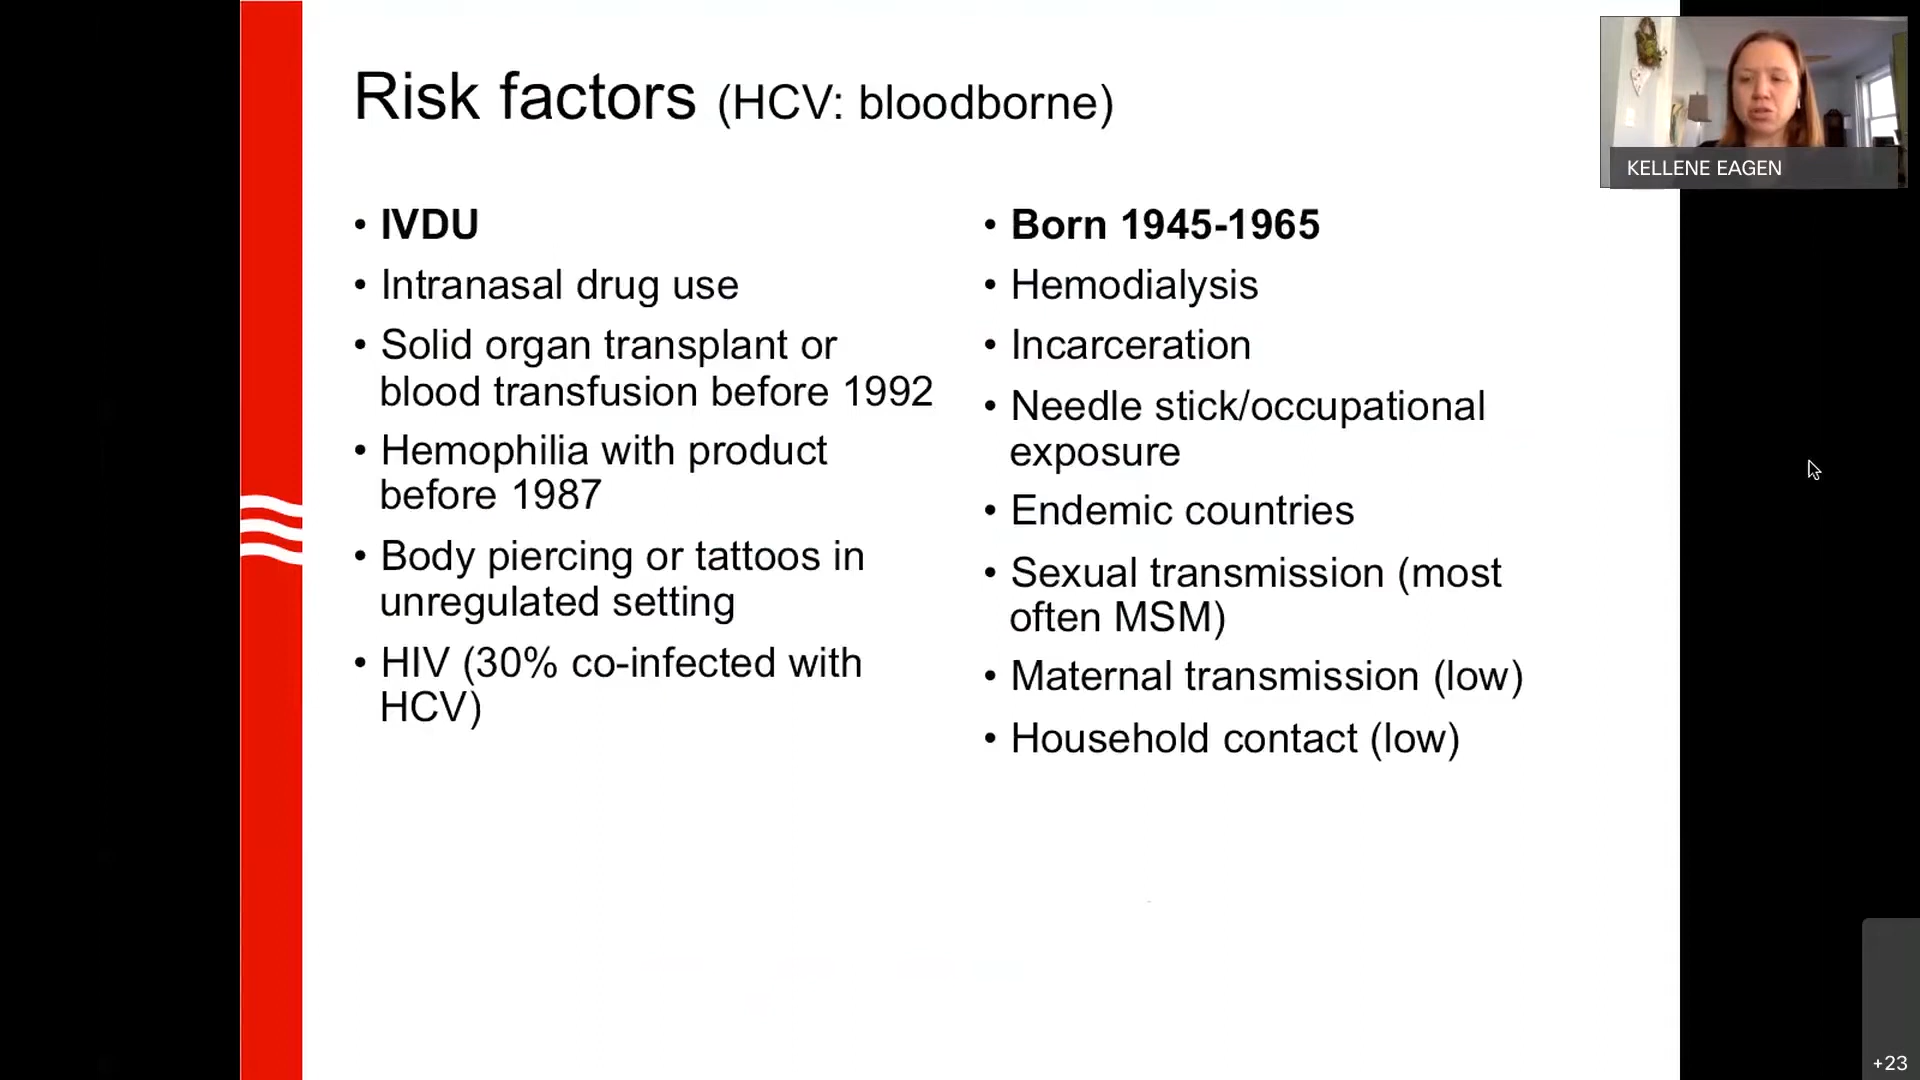 Risk factors (HCV: bloodborne)
• IVDU
• Intranasal drug use
• Solid organ transplant or
blood transfusion before 1992
• Hemophilia with product
before 1987
• Body piercing or tattoos in
unregulated setting
• HIV (30% co-infected with
HCV)
• Born 1945-1965
• Hemodialysis
• Incarceration
• Needle stick/occupational
exposure
• Endemic countries
• Sexual transmission (most
often MSM)
• Maternal transmission (low)
• Household contact (low)
KELLENE EAGEN
+23